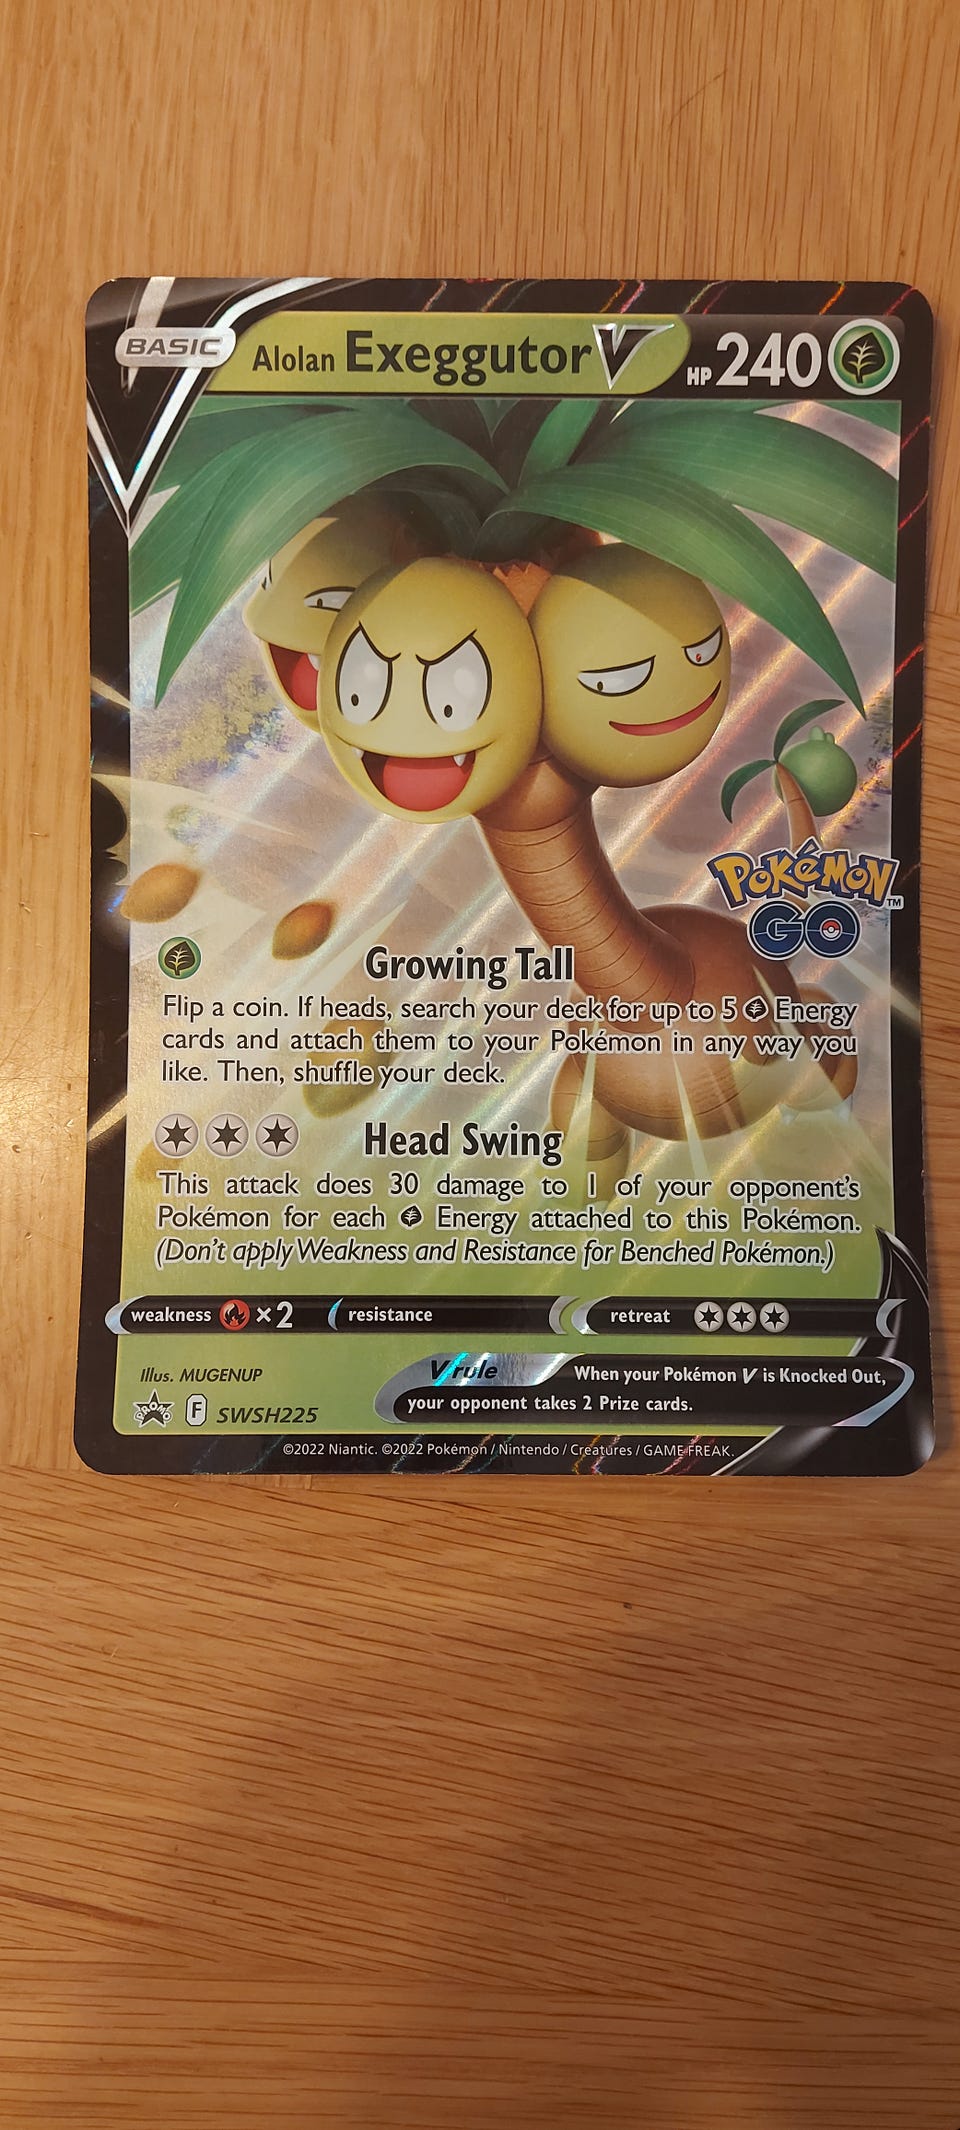 BASIC Alolan Exeggutor V HP 240
POKÉMON TM
GO
Growing Tall
Flip a coin. If heads, search your deck for up to 5 Energy
cards and attach them to your Pokémon in any way you
like. Then, shuffle your deck.
Head Swing
This attack does 30 damage to 1 of your opponent's
Pokémon for each Energy attached to this Pokémon.
(Don't apply Weakness and Resistance for Benched Pokémon.)
weakness ×2 resistance retreat
Illus. MUGENUP
V rule When your Pokémon V is Knocked Out,
your opponent takes 2 Prize cards.
PROMO F SWSH225
©2022 Niantic. ©2022 Pokémon / Nintendo / Creatures / GAME FREAK.